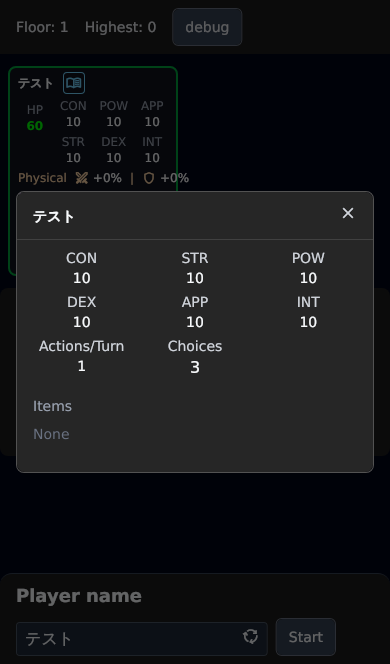 Floor: 1 Highest: 0 debug
テスト
HP CON POW APP
60 10 10 10
STR DEX INT
10 10 10
Physical +0% | +0%
テスト ×
CON STR POW
10 10 10
DEX APP INT
10 10 10
Actions/Turn Choices
1 3
Items
None
Player name
テスト Start